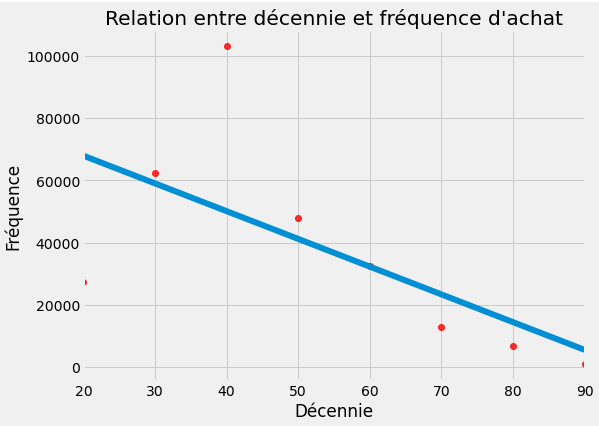 Relation entre décennie et fréquence d'achat
100000
80000
60000
40000
20000
0
Fréquence
20 30 40 50 60 70 80 90
Décennie